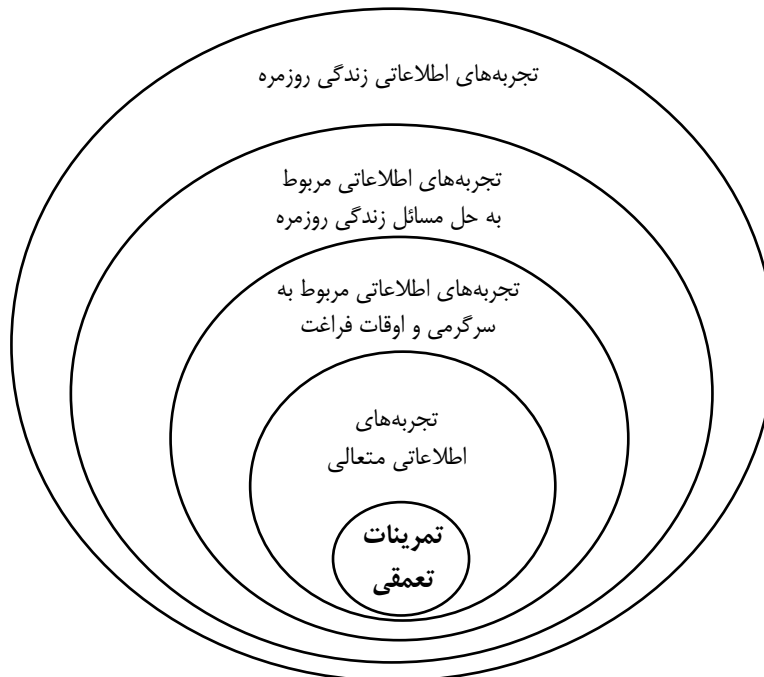 تجربه‌های اطلاعاتی زندگی روزمره
تجربه‌های اطلاعاتی مربوط
به حل مسائل زندگی روزمره
تجربه‌های اطلاعاتی مربوط به
سرگرمی و اوقات فراغت
تجربه‌های
اطلاعاتی متعالی
تمرینات
تعمقی